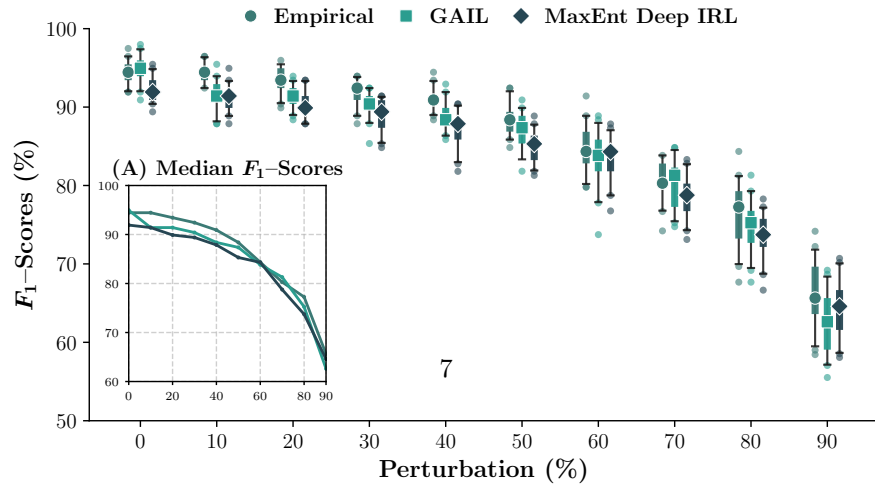 Empirical GAIL MaxEnt Deep IRL
100
90
80
70
60
50
F₁–Scores (%)
(A) Median F₁–Scores
100
90
80
70
60
0 20 40 60 80 90
7
0 10 20 30 40 50 60 70 80 90
Perturbation (%)